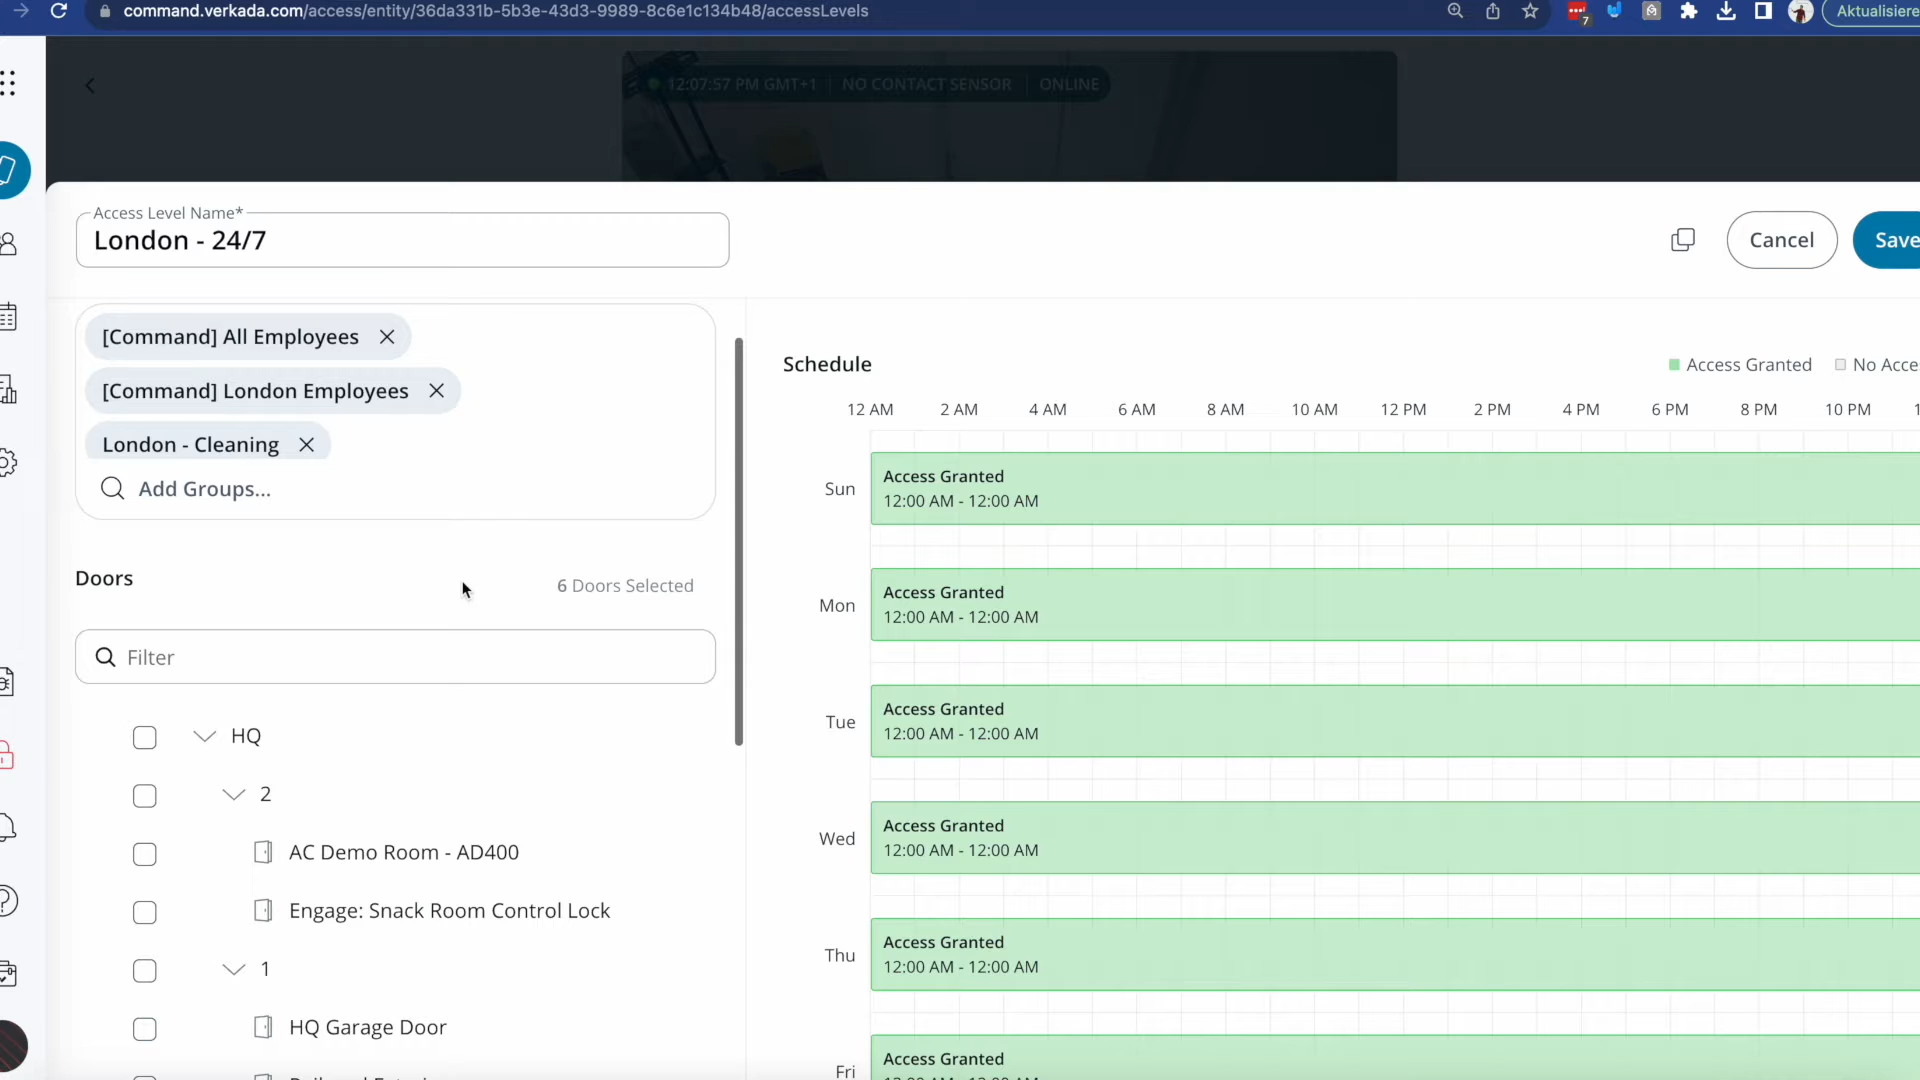 command.verkada.com/access/entity/36da331b-5b3e-43d3-9989-8c6e1c134b48/accessLevels
7
Aktualisiere
12:07:57 PM GMT+1 | NO CONTACT SENSOR | ONLINE
Access Level Name*
London - 24/7
Cancel
Save
[Command] All Employees
[Command] London Employees
London - Cleaning
Add Groups...
Doors
6 Doors Selected
Filter
HQ
2
AC Demo Room - AD400
Engage: Snack Room Control Lock
1
HQ Garage Door
Schedule
Access Granted
No Acce
12 AM 2 AM 4 AM 6 AM 8 AM 10 AM 12 PM 2 PM 4 PM 6 PM 8 PM 10 PM 1
Sun
Access Granted
12:00 AM - 12:00 AM
Mon
Access Granted
12:00 AM - 12:00 AM
Tue
Access Granted
12:00 AM - 12:00 AM
Wed
Access Granted
12:00 AM - 12:00 AM
Thu
Access Granted
12:00 AM - 12:00 AM
Fri
Access Granted